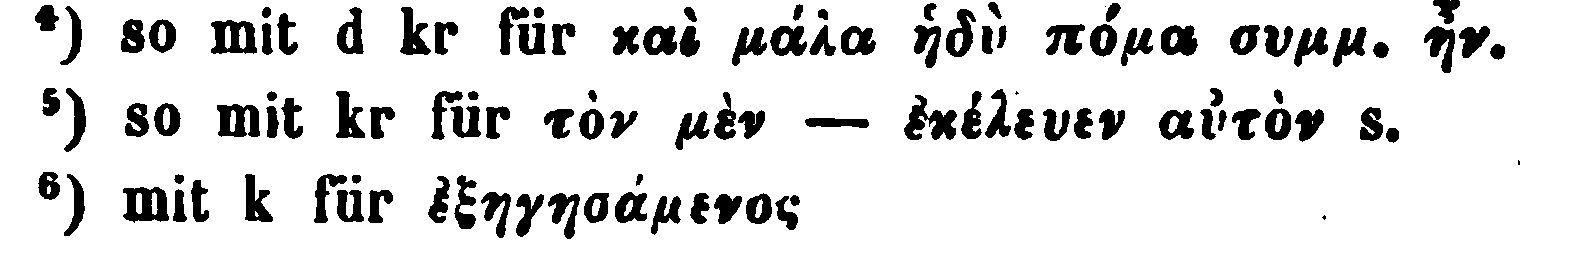 ⁴) so mit d kr für καὶ μάλα ἡδὺ πόμα συμμ. ἦν.
⁵) so mit kr für τὸν μὲν — ἐκέλευεν αὐτὸν s.
⁶) mit k für ἐξηγησάμενος